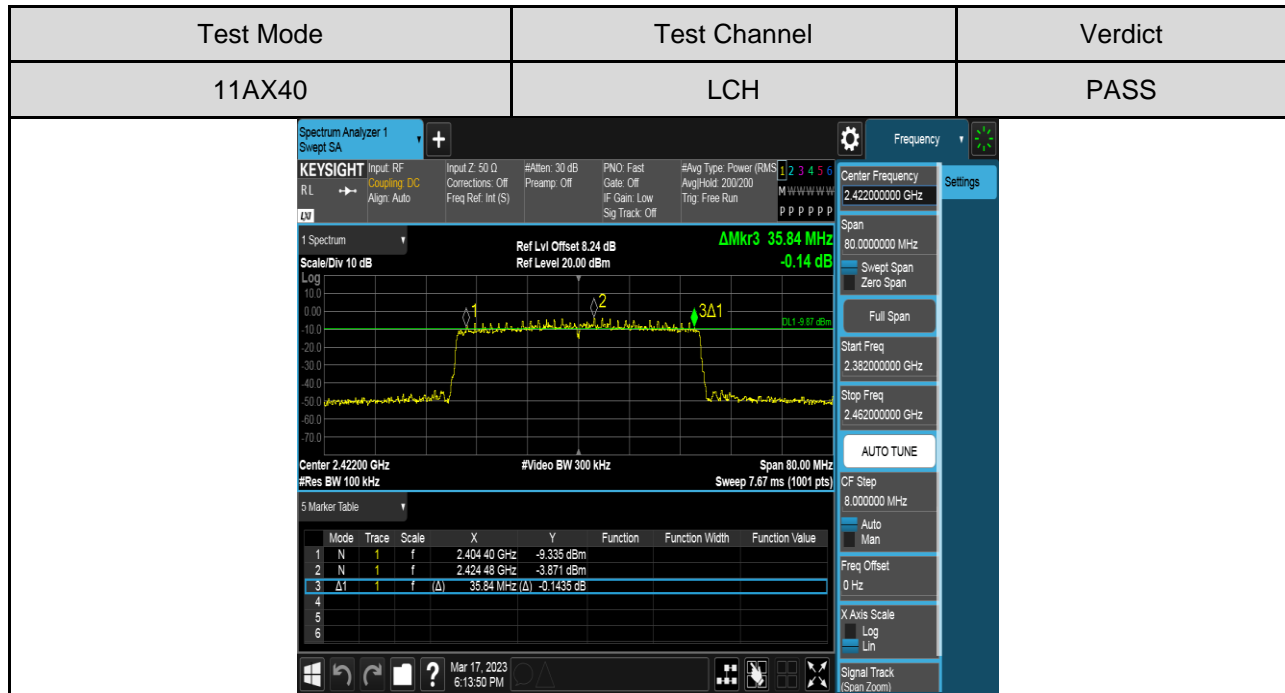 Test Mode Test Channel Verdict
11AX40 LCH PASS
Spectrum Analyzer 1
Swept SA
+
Frequency
KEYSIGHT
RL
LXI
Input: RF
Coupling: DC
Align: Auto
Input Z: 50 Ω
Corrections: Off
Freq Ref: Int (S)
#Atten: 30 dB
Preamp: Off
PNO: Fast
Gate: Off
IF Gain: Low
Sig Track: Off
#Avg Type: Power (RMS
Avg|Hold: 200/200
Trig: Free Run
1 2 3 4 5 6
M W W W W W
P P P P P P
1 Spectrum
Scale/Div 10 dB
Ref Lvl Offset 8.24 dB
Ref Level 20.00 dBm
ΔMkr3 35.84 MHz
-0.14 dB
Log
10.0
0.00
-10.0
-20.0
-30.0
-40.0
-50.0
-60.0
-70.0
1
2
3Δ1
DL1 -9.87 dBm
Center 2.42200 GHz #Video BW 300 kHz Span 80.00 MHz
#Res BW 100 kHz Sweep 7.67 ms (1001 pts)
5 Marker Table
Mode Trace Scale X Y Function Function Width Function Value
1 N 1 f 2.404 40 GHz -9.335 dBm
2 N 1 f 2.424 48 GHz -3.871 dBm
3 Δ1 1 f (Δ) 35.84 MHz (Δ) -0.1435 dB
4
5
6
?
Mar 17, 2023
6:13:50 PM
Center Frequency
2.422000000 GHz
Settings
Span
80.0000000 MHz
Swept Span
Zero Span
Full Span
Start Freq
2.382000000 GHz
Stop Freq
2.462000000 GHz
AUTO TUNE
CF Step
8.000000 MHz
Auto
Man
Freq Offset
0 Hz
X Axis Scale
Log
Lin
Signal Track
(Span Zoom)